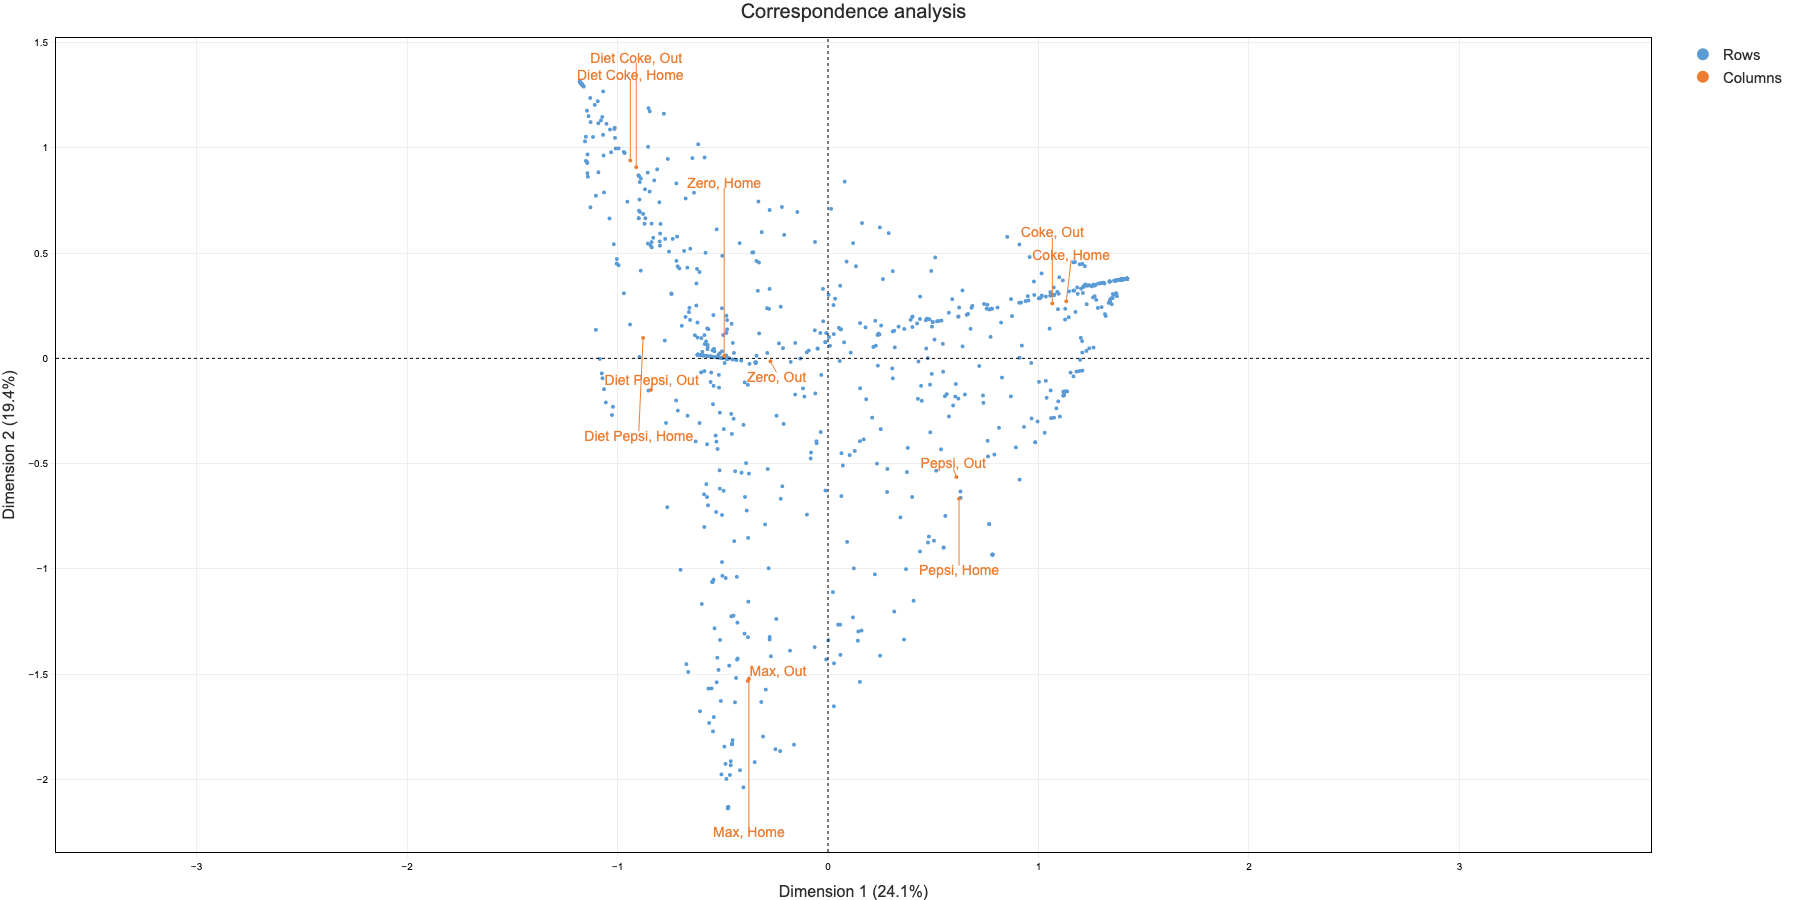 Correspondence analysis
Rows
Columns
Dimension 2 (19.4%)
1.5
1
0.5
0
−0.5
−1
−1.5
−2
Diet Coke, Out
Diet Coke, Home
Zero, Home
Coke, Out
Coke, Home
Zero, Out
Diet Pepsi, Out
Diet Pepsi, Home
Pepsi, Out
Pepsi, Home
Max, Out
Max, Home
−3
−2
−1
0
1
2
3
Dimension 1 (24.1%)